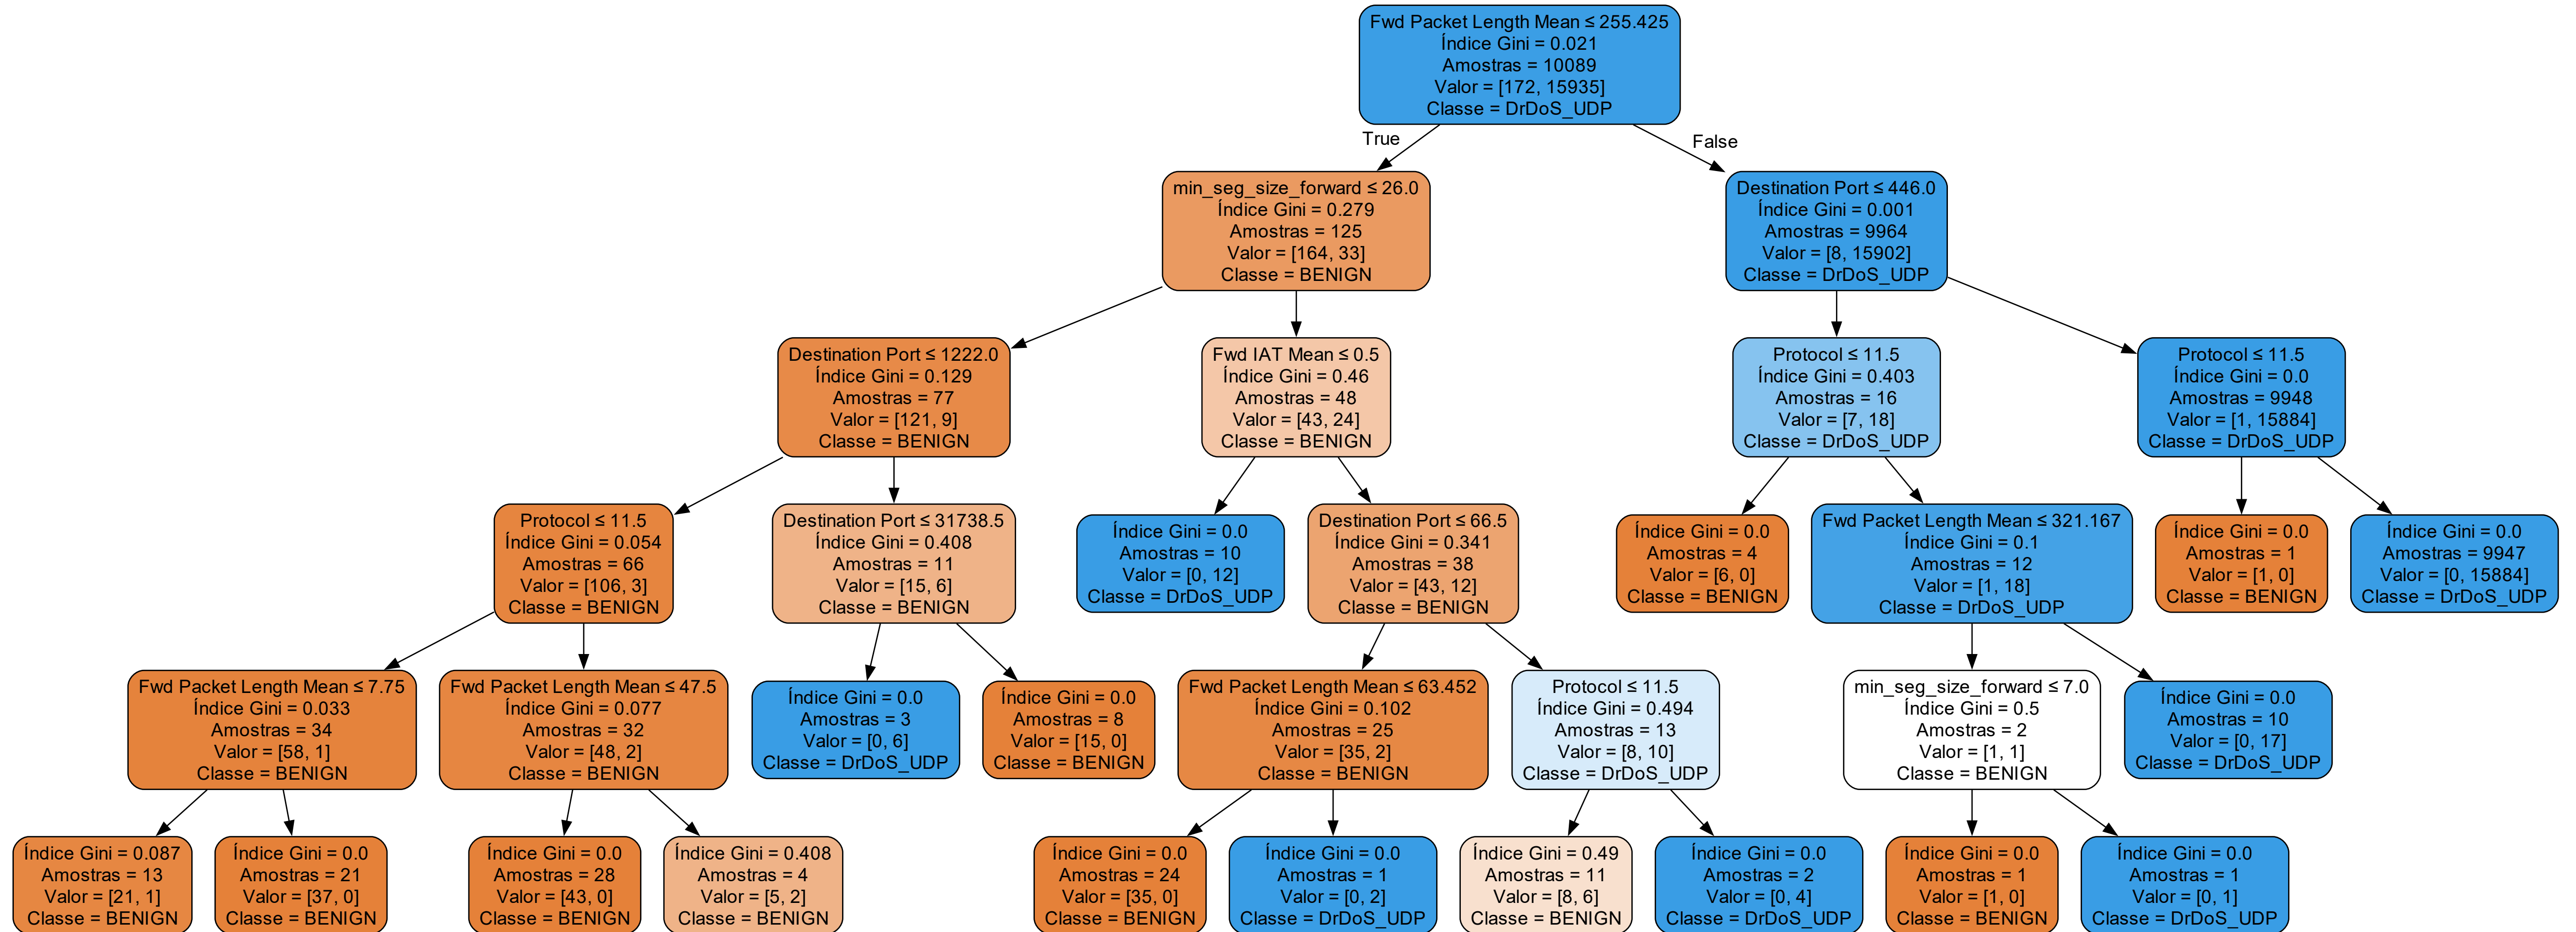 Fwd Packet Length Mean ≤ 255.425
Índice Gini = 0.021
Amostras = 10089
Valor = [172, 15935]
Classe = DrDoS_UDP
True
False
min_seg_size_forward ≤ 26.0
Índice Gini = 0.279
Amostras = 125
Valor = [164, 33]
Classe = BENIGN
Destination Port ≤ 446.0
Índice Gini = 0.001
Amostras = 9964
Valor = [8, 15902]
Classe = DrDoS_UDP
Destination Port ≤ 1222.0
Índice Gini = 0.129
Amostras = 77
Valor = [121, 9]
Classe = BENIGN
Fwd IAT Mean ≤ 0.5
Índice Gini = 0.46
Amostras = 48
Valor = [43, 24]
Classe = BENIGN
Protocol ≤ 11.5
Índice Gini = 0.403
Amostras = 16
Valor = [7, 18]
Classe = DrDoS_UDP
Protocol ≤ 11.5
Índice Gini = 0.0
Amostras = 9948
Valor = [1, 15884]
Classe = DrDoS_UDP
Protocol ≤ 11.5
Índice Gini = 0.054
Amostras = 66
Valor = [106, 3]
Classe = BENIGN
Destination Port ≤ 31738.5
Índice Gini = 0.408
Amostras = 11
Valor = [15, 6]
Classe = BENIGN
Índice Gini = 0.0
Amostras = 10
Valor = [0, 12]
Classe = DrDoS_UDP
Destination Port ≤ 66.5
Índice Gini = 0.341
Amostras = 38
Valor = [43, 12]
Classe = BENIGN
Índice Gini = 0.0
Amostras = 4
Valor = [6, 0]
Classe = BENIGN
Fwd Packet Length Mean ≤ 321.167
Índice Gini = 0.1
Amostras = 12
Valor = [1, 18]
Classe = DrDoS_UDP
Índice Gini = 0.0
Amostras = 1
Valor = [1, 0]
Classe = BENIGN
Índice Gini = 0.0
Amostras = 9947
Valor = [0, 15884]
Classe = DrDoS_UDP
Fwd Packet Length Mean ≤ 7.75
Índice Gini = 0.033
Amostras = 34
Valor = [58, 1]
Classe = BENIGN
Fwd Packet Length Mean ≤ 47.5
Índice Gini = 0.077
Amostras = 32
Valor = [48, 2]
Classe = BENIGN
Índice Gini = 0.0
Amostras = 3
Valor = [0, 6]
Classe = DrDoS_UDP
Índice Gini = 0.0
Amostras = 8
Valor = [15, 0]
Classe = BENIGN
Fwd Packet Length Mean ≤ 63.452
Índice Gini = 0.102
Amostras = 25
Valor = [35, 2]
Classe = BENIGN
Protocol ≤ 11.5
Índice Gini = 0.494
Amostras = 13
Valor = [8, 10]
Classe = DrDoS_UDP
min_seg_size_forward ≤ 7.0
Índice Gini = 0.5
Amostras = 2
Valor = [1, 1]
Classe = BENIGN
Índice Gini = 0.0
Amostras = 10
Valor = [0, 17]
Classe = DrDoS_UDP
Índice Gini = 0.087
Amostras = 13
Valor = [21, 1]
Classe = BENIGN
Índice Gini = 0.0
Amostras = 21
Valor = [37, 0]
Classe = BENIGN
Índice Gini = 0.0
Amostras = 28
Valor = [43, 0]
Classe = BENIGN
Índice Gini = 0.408
Amostras = 4
Valor = [5, 2]
Classe = BENIGN
Índice Gini = 0.0
Amostras = 24
Valor = [35, 0]
Classe = BENIGN
Índice Gini = 0.0
Amostras = 1
Valor = [0, 2]
Classe = DrDoS_UDP
Índice Gini = 0.49
Amostras = 11
Valor = [8, 6]
Classe = BENIGN
Índice Gini = 0.0
Amostras = 2
Valor = [0, 4]
Classe = DrDoS_UDP
Índice Gini = 0.0
Amostras = 1
Valor = [1, 0]
Classe = BENIGN
Índice Gini = 0.0
Amostras = 1
Valor = [0, 1]
Classe = DrDoS_UDP